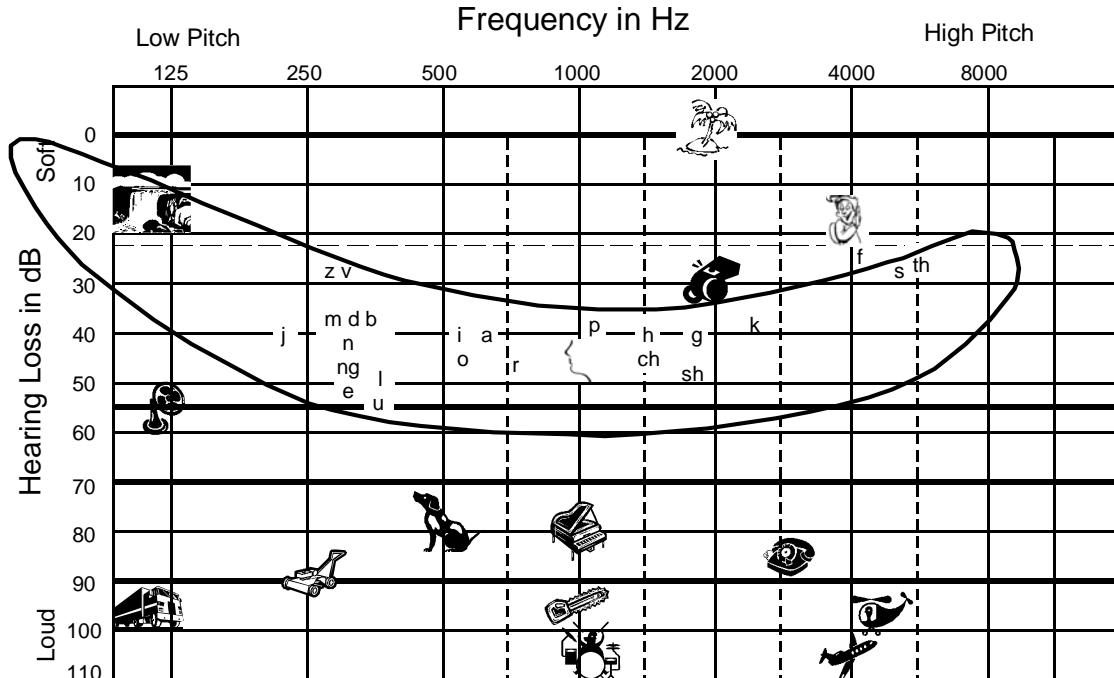 Frequency in Hz
Low Pitch
High Pitch
125 250 500 1000 2000 4000 8000
Hearing Loss in dB
Soft
Loud
0
10
20
30
40
50
60
70
80
90
100
110
f
s th
z v
m d b
p
k
j
n
i a
h
g
o
ch
ng
r
l
sh
e
u